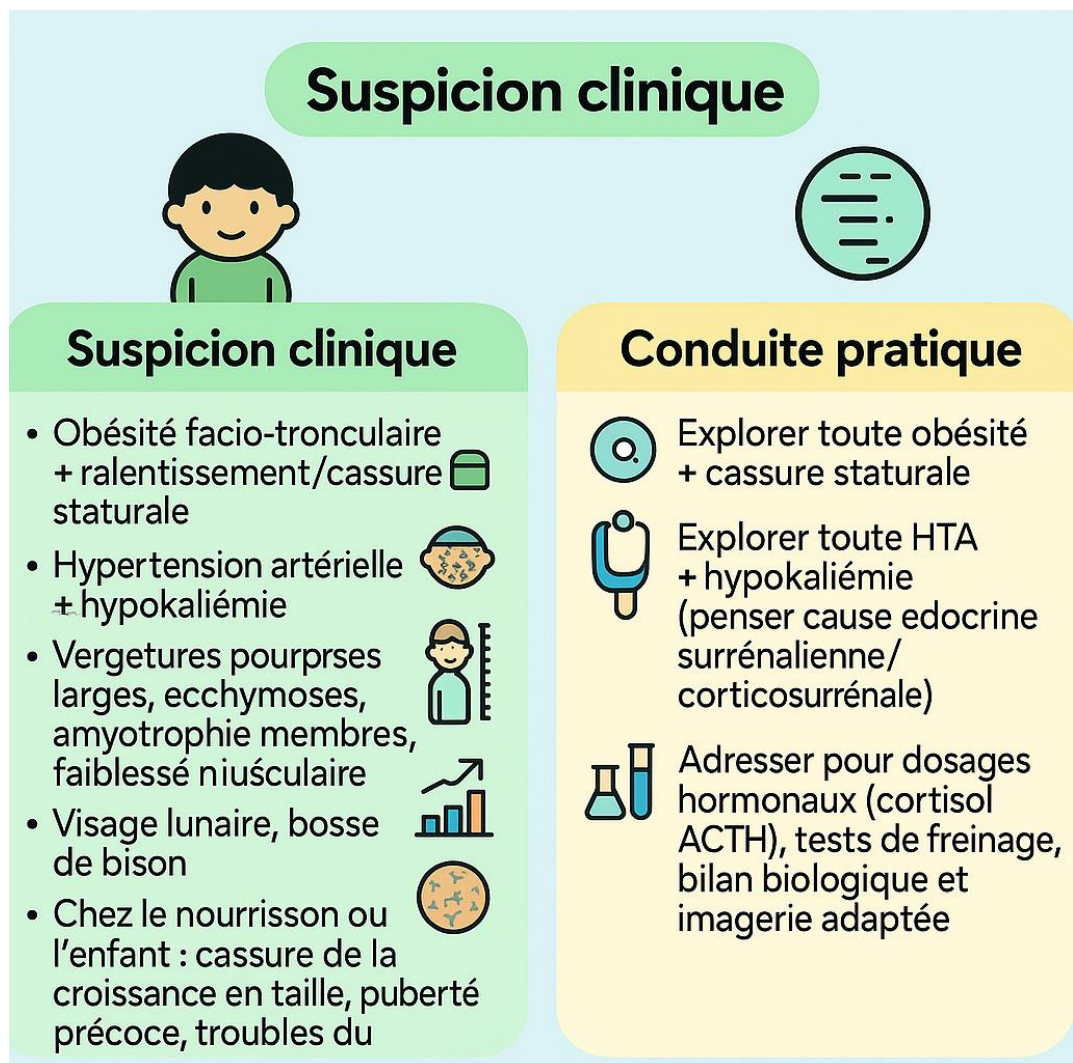 Suspicion clinique
Suspicion clinique
• Obésité facio-tronculaire
+ ralentissement/cassure
staturale
• Hypertension artérielle
+ hypokaliémie
• Vergetures pourprses
larges, ecchymoses,
amyotrophie membres,
faiblessé niuśculaire
• Visage lunaire, bosse
de bison
• Chez le nourrisson ou
l'enfant : cassure de la
croissance en taille, puberté
précoce, troubles du
Conduite pratique
Explorer toute obésité
+ cassure staturale
Explorer toute HTA
+ hypokaliémie
(penser cause edocrine
surrénalienne/
corticosurrénale)
Adresser pour dosages
hormonaux (cortisol
ACTH), tests de freinage,
bilan biologique et
imagerie adaptée